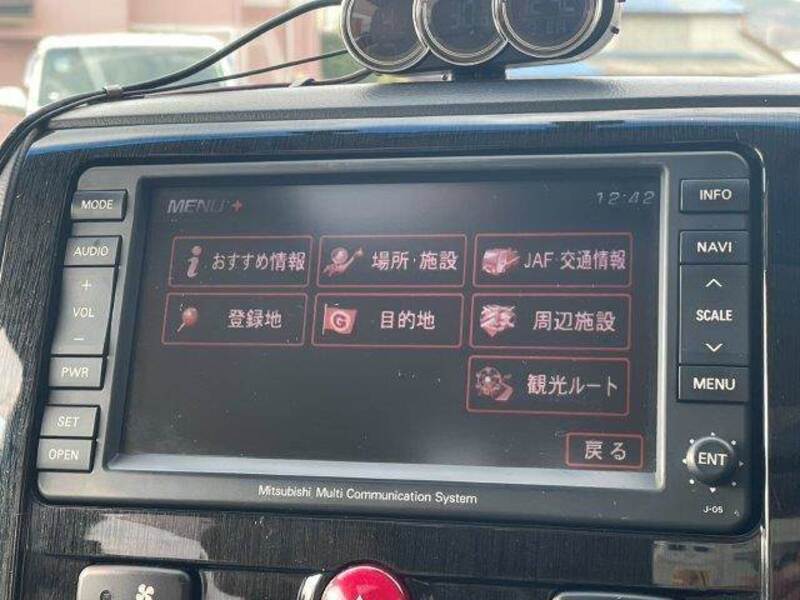 MODE
AUDIO
+
VOL
−
PWR
SET
OPEN
MENU+
12:42
おすすめ情報
場所・施設
JAF・交通情報
登録地
G
目的地
周辺施設
観光ルート
戻る
INFO
NAVI
SCALE
MENU
ENT
J-05
Mitsubishi Multi Communication System